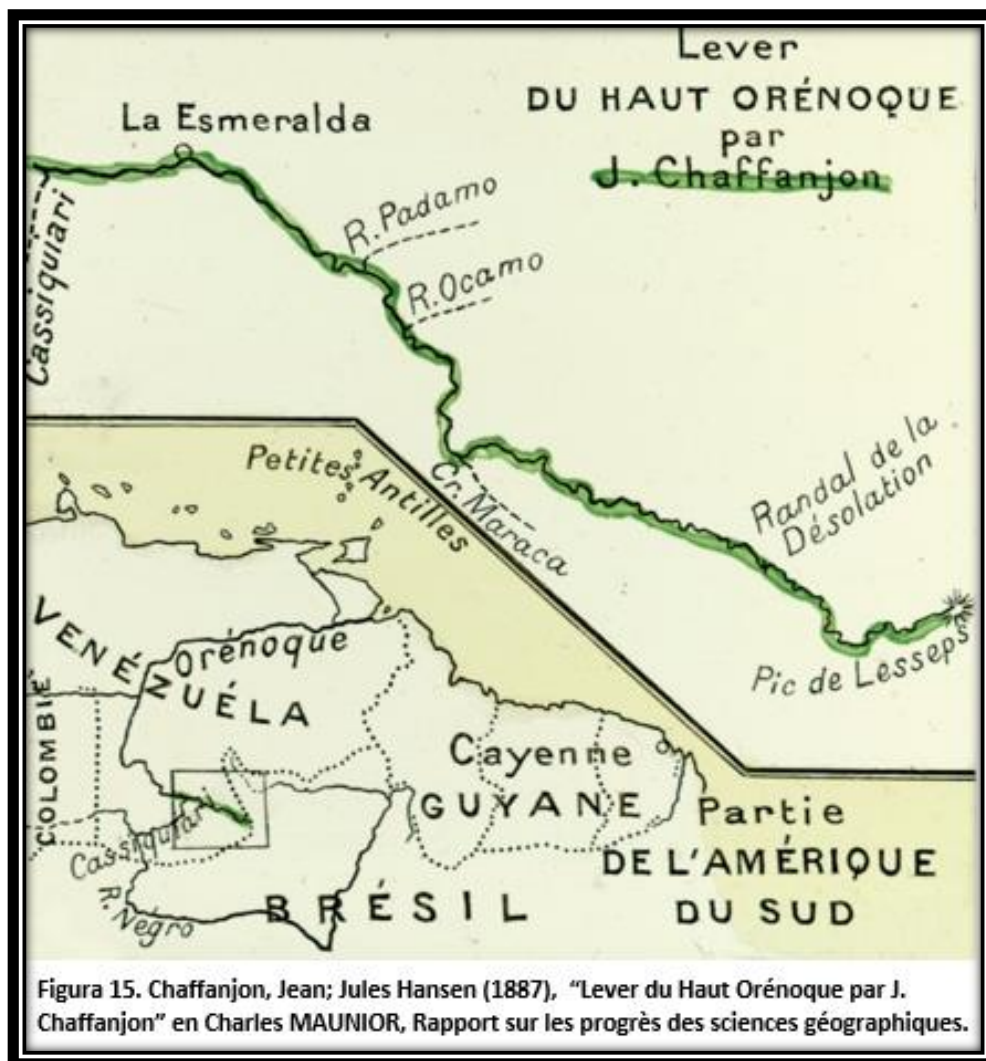 Lever
DU HAUT ORÉNOQUE
par
J. Chaffanjon
La Esmeralda
Cassiquiari
R. Padamo
R. Ocamo
Cr. Maraca
Randal de la
Désolation
Pic de Lesseps
Petites Antilles
VENÉZUÉLA
Orénoque
COLOMBIE
Cassiquiari
R. Négro
BRÉSIL
Cayenne
GUYANE
Partie
DE L'AMÉRIQUE
DU SUD
Figura 15. Chaffanjon, Jean; Jules Hansen (1887), “Lever du Haut Orénoque par J.
Chaffanjon” en Charles MAUNIOR, Rapport sur les progrès des sciences géographiques.